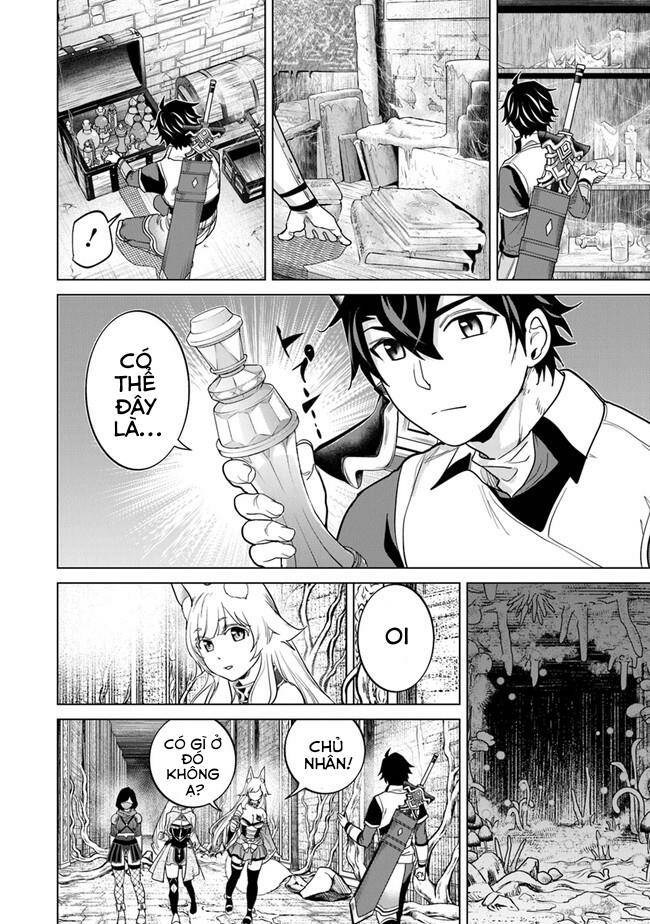 !
CÓ
THỂ
ĐÂY
LÀ...
OI
CHỦ
NHÂN!
CÓ GÌ Ở
ĐÓ
KHÔNG
Ạ?